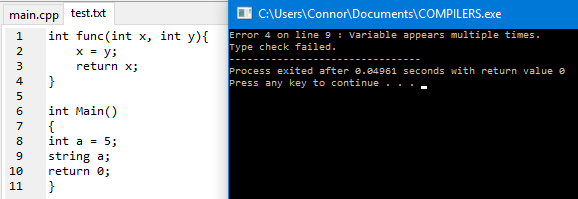 main.cpp test.txt
1 int func(int x, int y){
2 x = y;
3 return x;
4 }
5
6 int Main()
7 {
8 int a = 5;
9 string a;
10 return 0;
11 }
C:\Users\Connor\Documents\COMPILERS.exe
Error 4 on line 9 : Variable appears multiple times.
Type check failed.
--------------------------------
Process exited after 0.04961 seconds with return value 0
Press any key to continue . . .